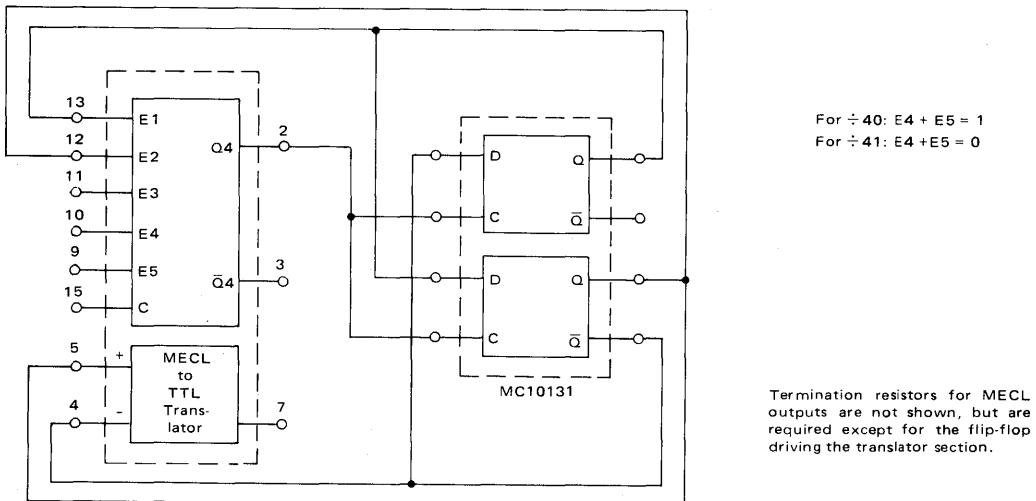 13
E1
12
E2
Q4
2
11
E3
10
E4
9
E5
Q̅4
3
15
C
5
+
MECL
to
TTL
Trans-
lator
4
-
7
D
Q
C
Q̅
D
Q
C
Q̅
MC10131
For ÷40: E4 + E5 = 1
For ÷41: E4 +E5 = 0
Termination resistors for MECL
outputs are not shown, but are
required except for the flip-flop
driving the translator section.